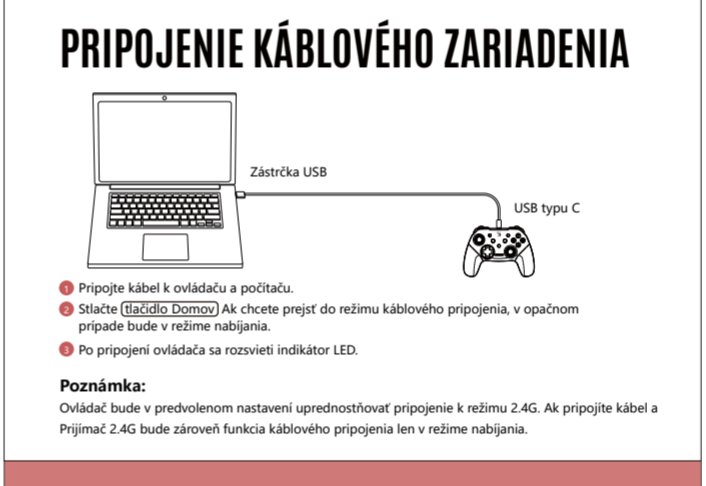 PRIPOJENIE KÁBLOVÉHO ZARIADENIA
Zástrčka USB
USB typu C
1 Pripojte kábel k ovládaču a počítaču.
2 Stlačte tlačidlo Domov Ak chcete prejsť do režimu káblového pripojenia, v opačnom
prípade bude v režime nabíjania.
3 Po pripojení ovládača sa rozsvieti indikátor LED.
Poznámka:
Ovládač bude v predvolenom nastavení uprednostňovať pripojenie k režimu 2.4G. Ak pripojíte kábel a
Prijímač 2.4G bude zároveň funkcia káblového pripojenia len v režime nabíjania.